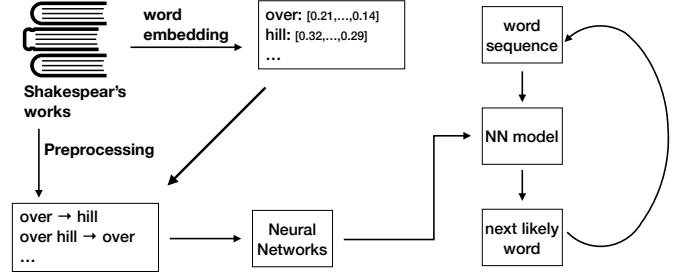 word
embedding
over: [0.21,...,0.14]
hill: [0.32,...,0.29]
...
Shakespear's
works
Preprocessing
over → hill
over hill → over
...
Neural
Networks
word
sequence
NN model
next likely
word